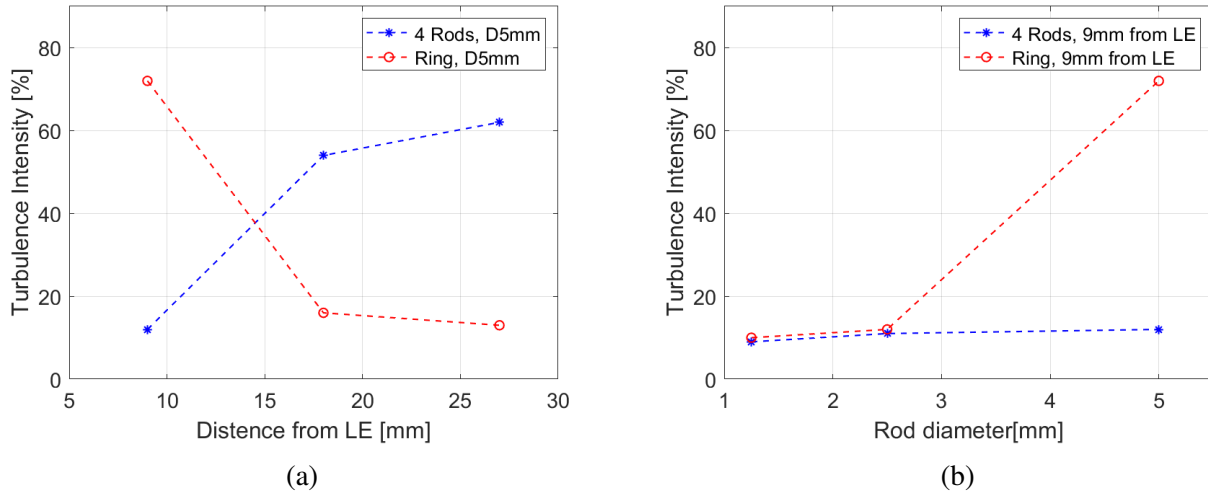 4 Rods, D5mm
Ring, D5mm
Turbulence Intensity [%]
80
60
40
20
0
5 10 15 20 25 30
Distence from LE [mm]
(a)
4 Rods, 9mm from LE
Ring, 9mm from LE
Turbulence Intensity [%]
80
60
40
20
0
1 2 3 4 5
Rod diameter[mm]
(b)